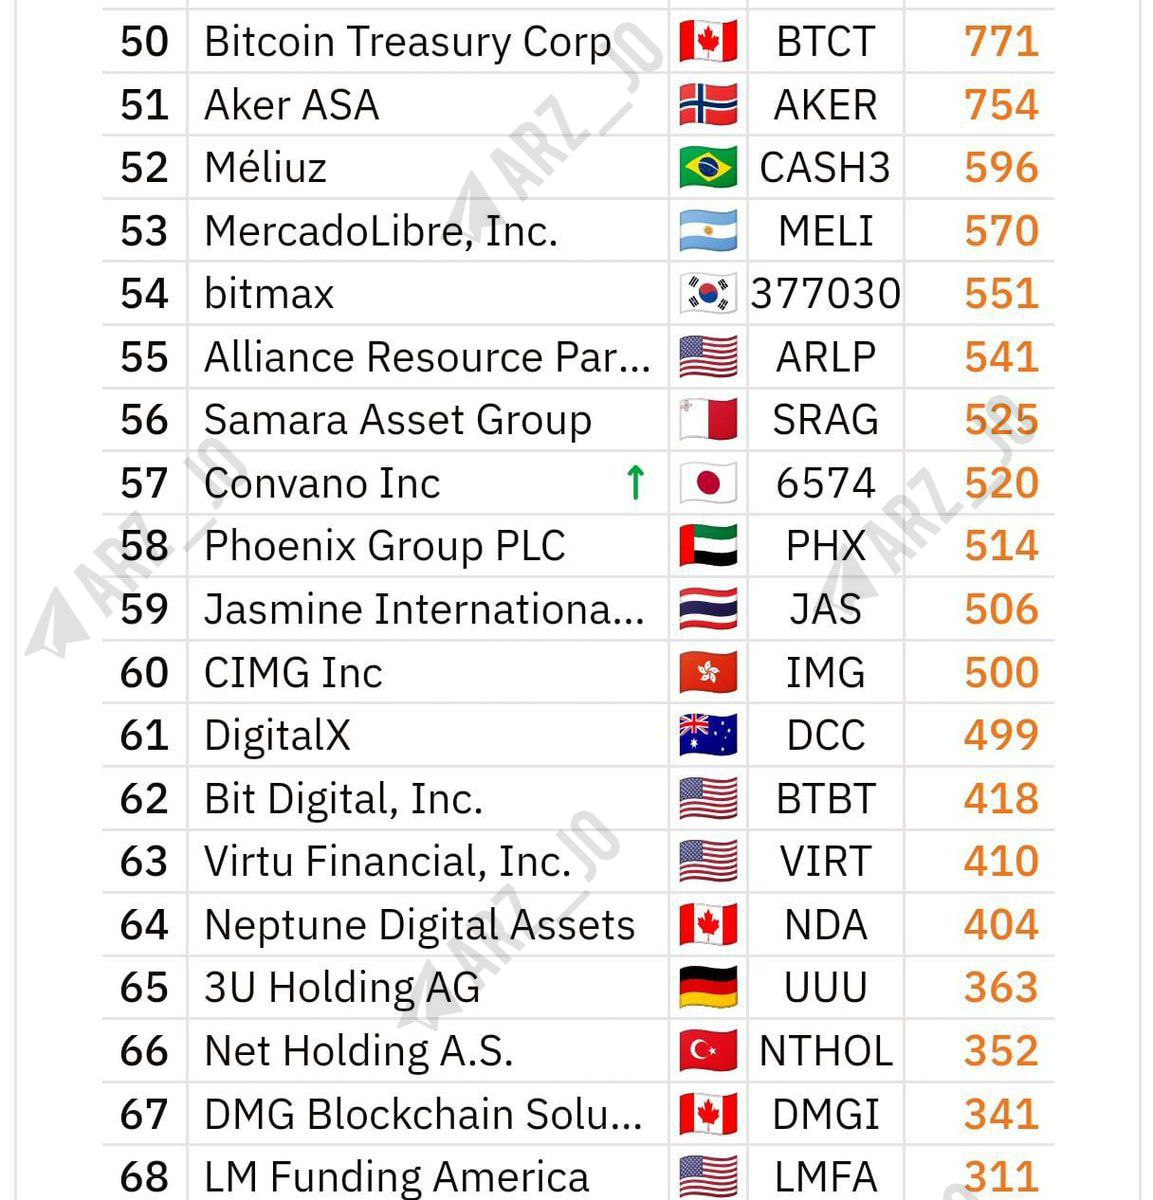 50 Bitcoin Treasury Corp BTCT 771
51 Aker ASA AKER 754
52 Méliuz CASH3 596
53 MercadoLibre, Inc. MELI 570
54 bitmax 377030 551
55 Alliance Resource Par... ARLP 541
56 Samara Asset Group SRAG 525
57 Convano Inc ↑ 6574 520
58 Phoenix Group PLC PHX 514
59 Jasmine Internationa... JAS 506
60 CIMG Inc IMG 500
61 DigitalX DCC 499
62 Bit Digital, Inc. BTBT 418
63 Virtu Financial, Inc. VIRT 410
64 Neptune Digital Assets NDA 404
65 3U Holding AG UUU 363
66 Net Holding A.S. NTHOL 352
67 DMG Blockchain Solu... DMGI 341
68 LM Funding America LMFA 311
ARZ_JO
ARZ_JO
ARZ_JO
ARZ_JO